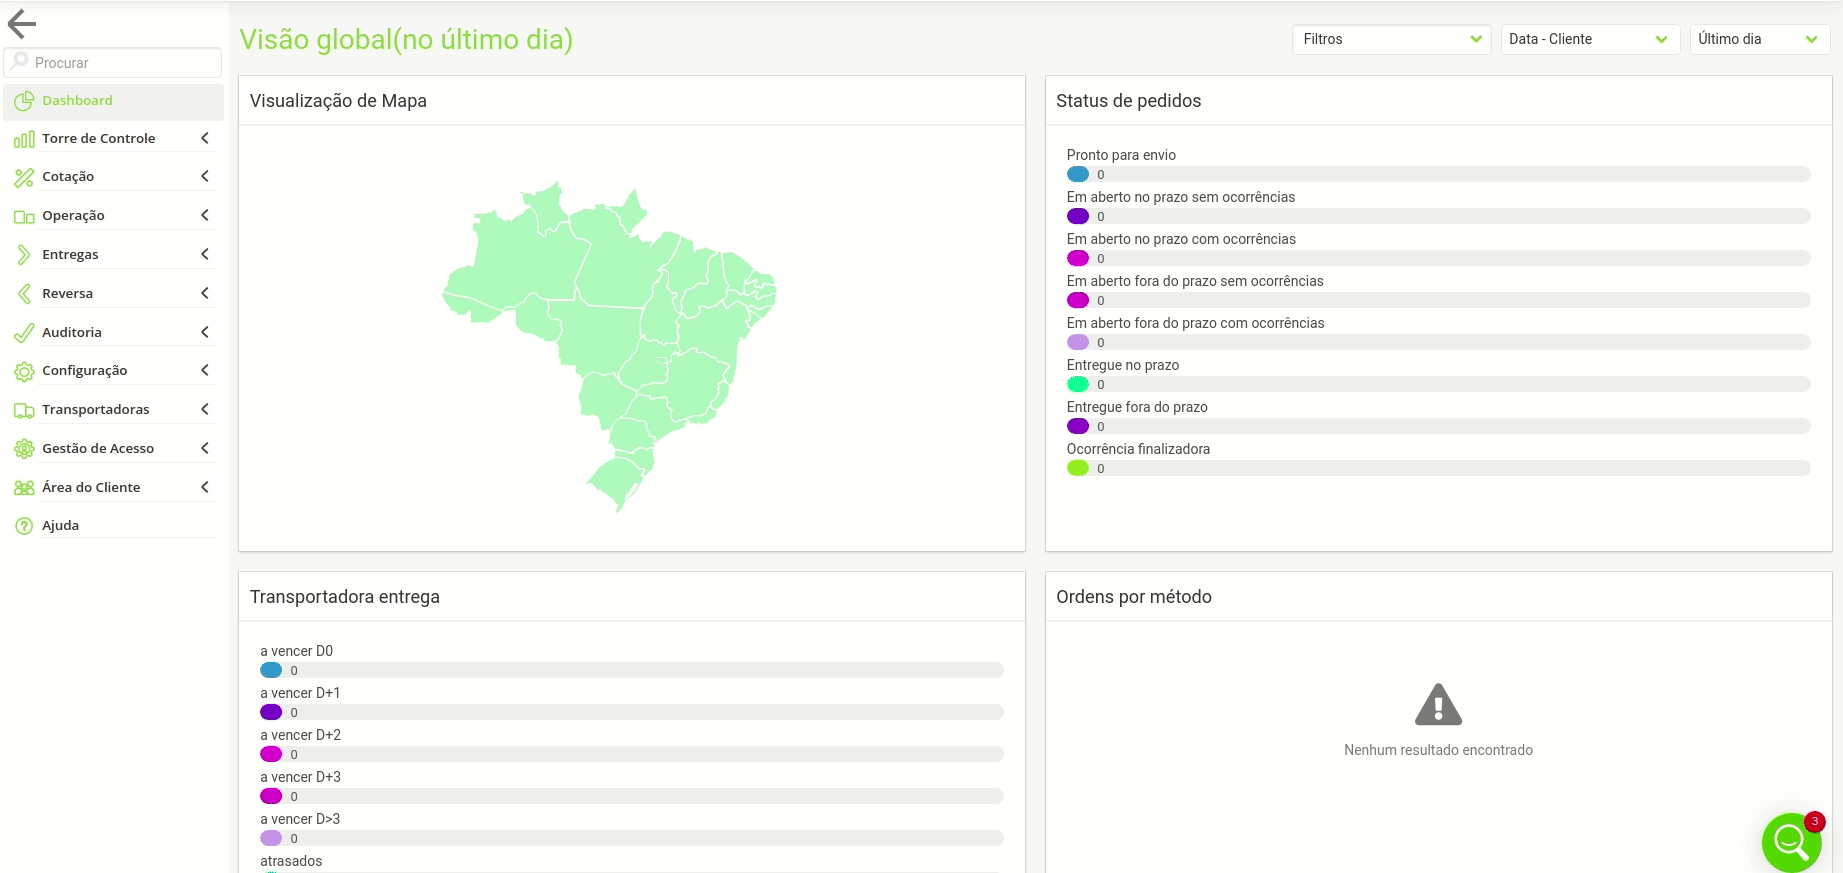 Visão global(no último dia)
Filtros
Data - Cliente
Último dia
Procurar
Dashboard
Torre de Controle
Cotação
Operação
Entregas
Reversa
Auditoria
Configuração
Transportadoras
Gestão de Acesso
Área do Cliente
Ajuda
Visualização de Mapa
Status de pedidos
Pronto para envio
0
Em aberto no prazo sem ocorrências
0
Em aberto no prazo com ocorrências
0
Em aberto fora do prazo sem ocorrências
0
Em aberto fora do prazo com ocorrências
0
Entregue no prazo
0
Entregue fora do prazo
0
Ocorrência finalizadora
0
Transportadora entrega
a vencer D0
0
a vencer D+1
0
a vencer D+2
0
a vencer D+3
0
a vencer D>3
0
atrasados
Ordens por método
Nenhum resultado encontrado
3